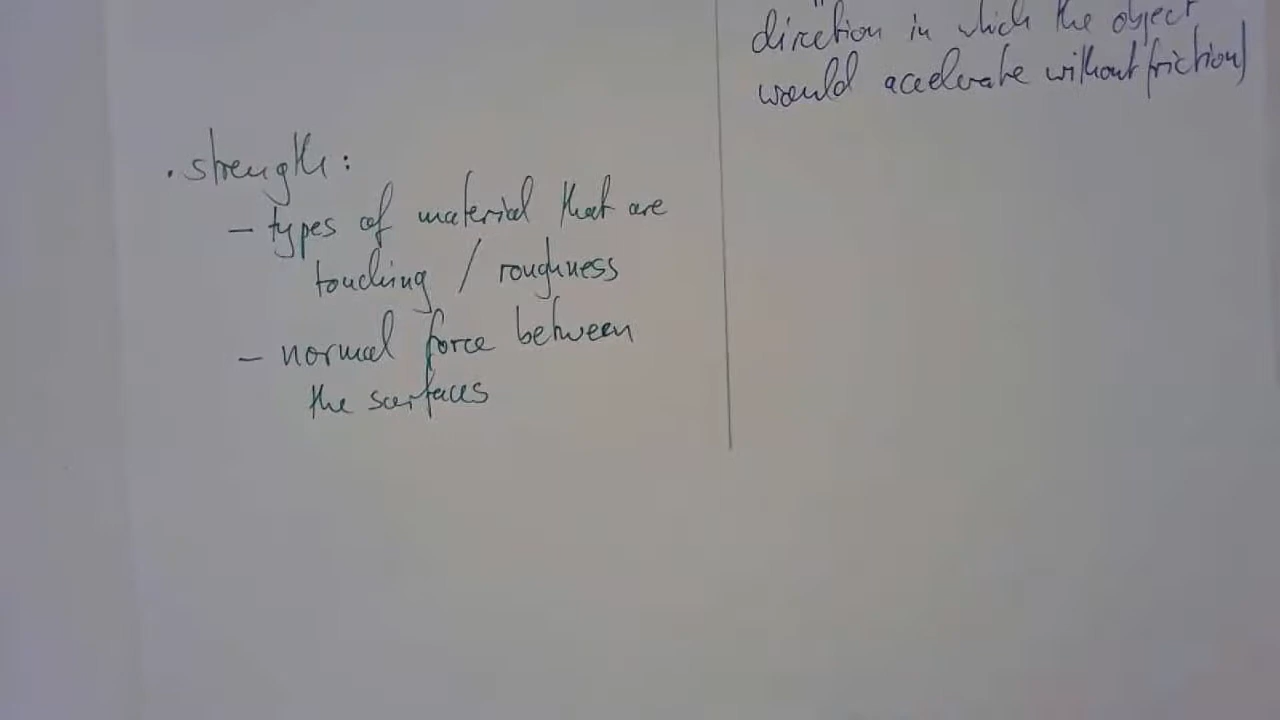 direction in which the object
would acelerate without friction)
· strength:
– types of material that are
touching / roughness
– normal force between
the surfaces